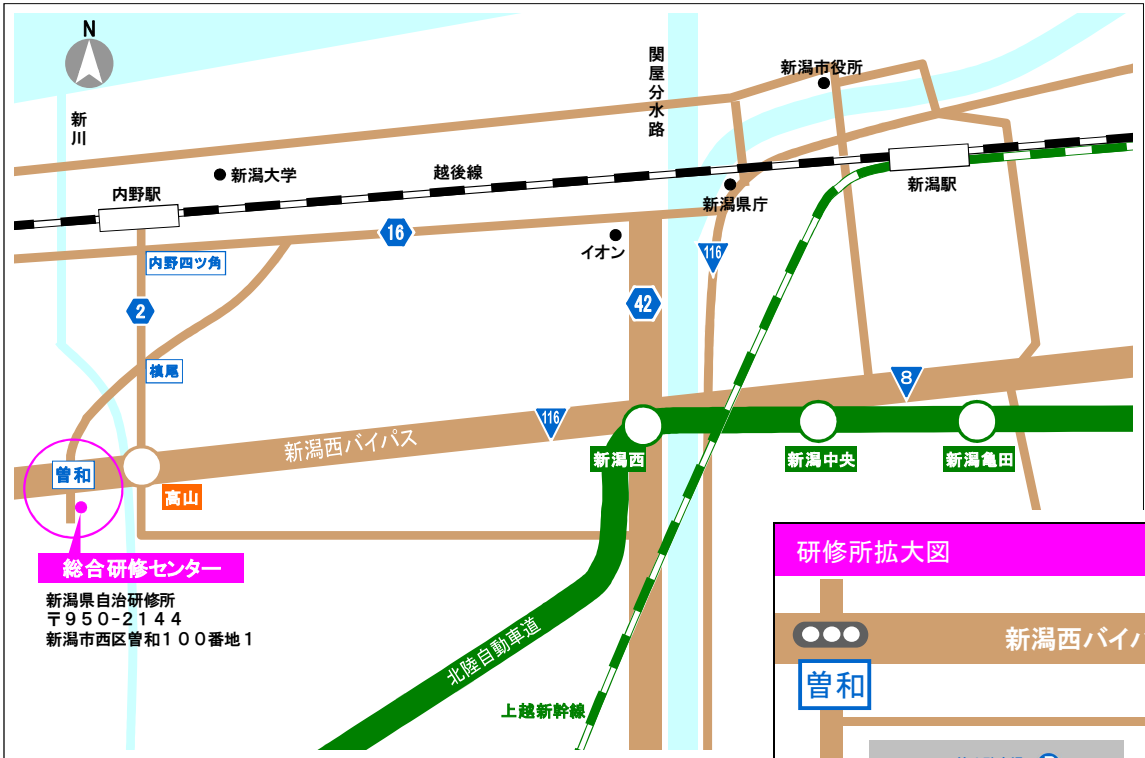 N
新川
関屋分水路
新潟市役所
新潟大学
越後線
内野駅
新潟駅
新潟県庁
16
イオン
116
内野四ツ角
2
42
槇尾
8
116
新潟西バイパス
新潟西
新潟中央
新潟亀田
曽和
高山
総合研修センター
新潟県自治研修所
〒950-2144
新潟市西区曽和100番地1
北陸自動車道
上越新幹線
研修所拡大図
新潟西バイパ
曽和